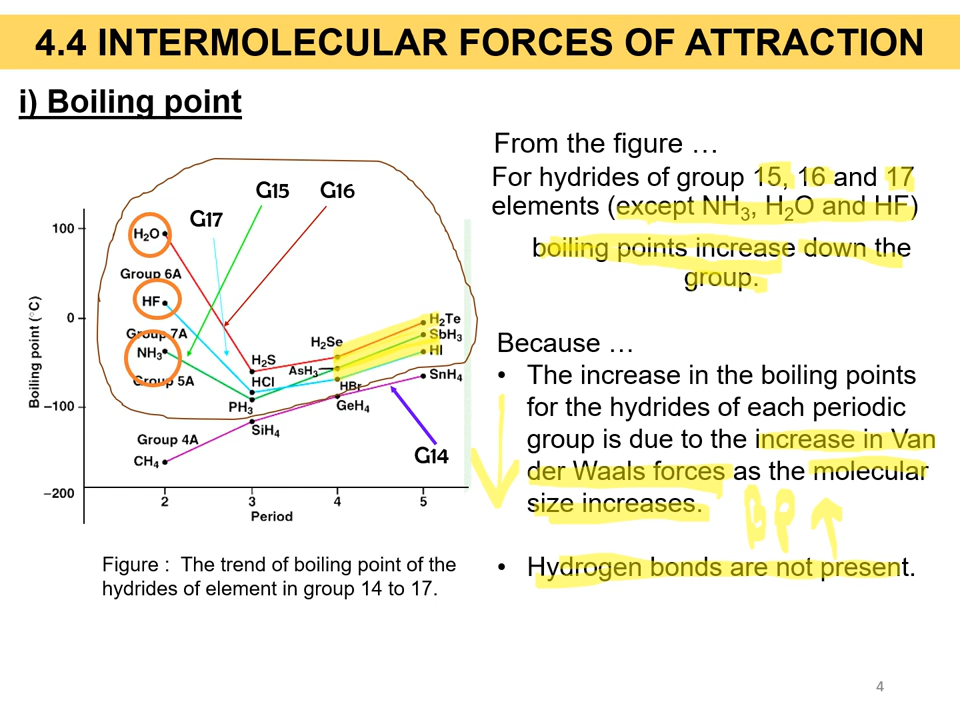 4.4 INTERMOLECULAR FORCES OF ATTRACTION
i) Boiling point
From the figure …
For hydrides of group 15, 16 and 17
elements (except NH₃, H₂O and HF)
boiling points increase down the
group.
Because …
• The increase in the boiling points
for the hydrides of each periodic
group is due to the increase in Van
der Waals forces as the molecular
size increases.
BP ↑
• Hydrogen bonds are not present.
G15 G16
G17
100
H₂O
Group 6A
HF
0
Group 7A
NH₃
Group 5A
H₂Te
SbH₃
HI
SnH₄
H₂Se
AsH₃
HBr
GeH₄
H₂S
HCl
PH₃
SiH₄
–100
Group 4A
CH₄
G14
–200
2 3 4 5
Period
Boiling point (°C)
Figure : The trend of boiling point of the
hydrides of element in group 14 to 17.
4